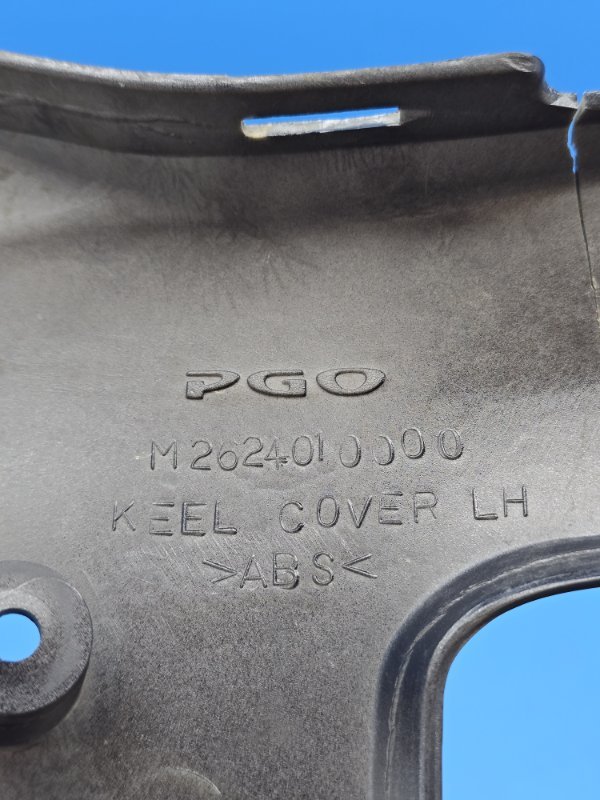 PGO
M2624010000
KEEL COVER LH
>ABS<